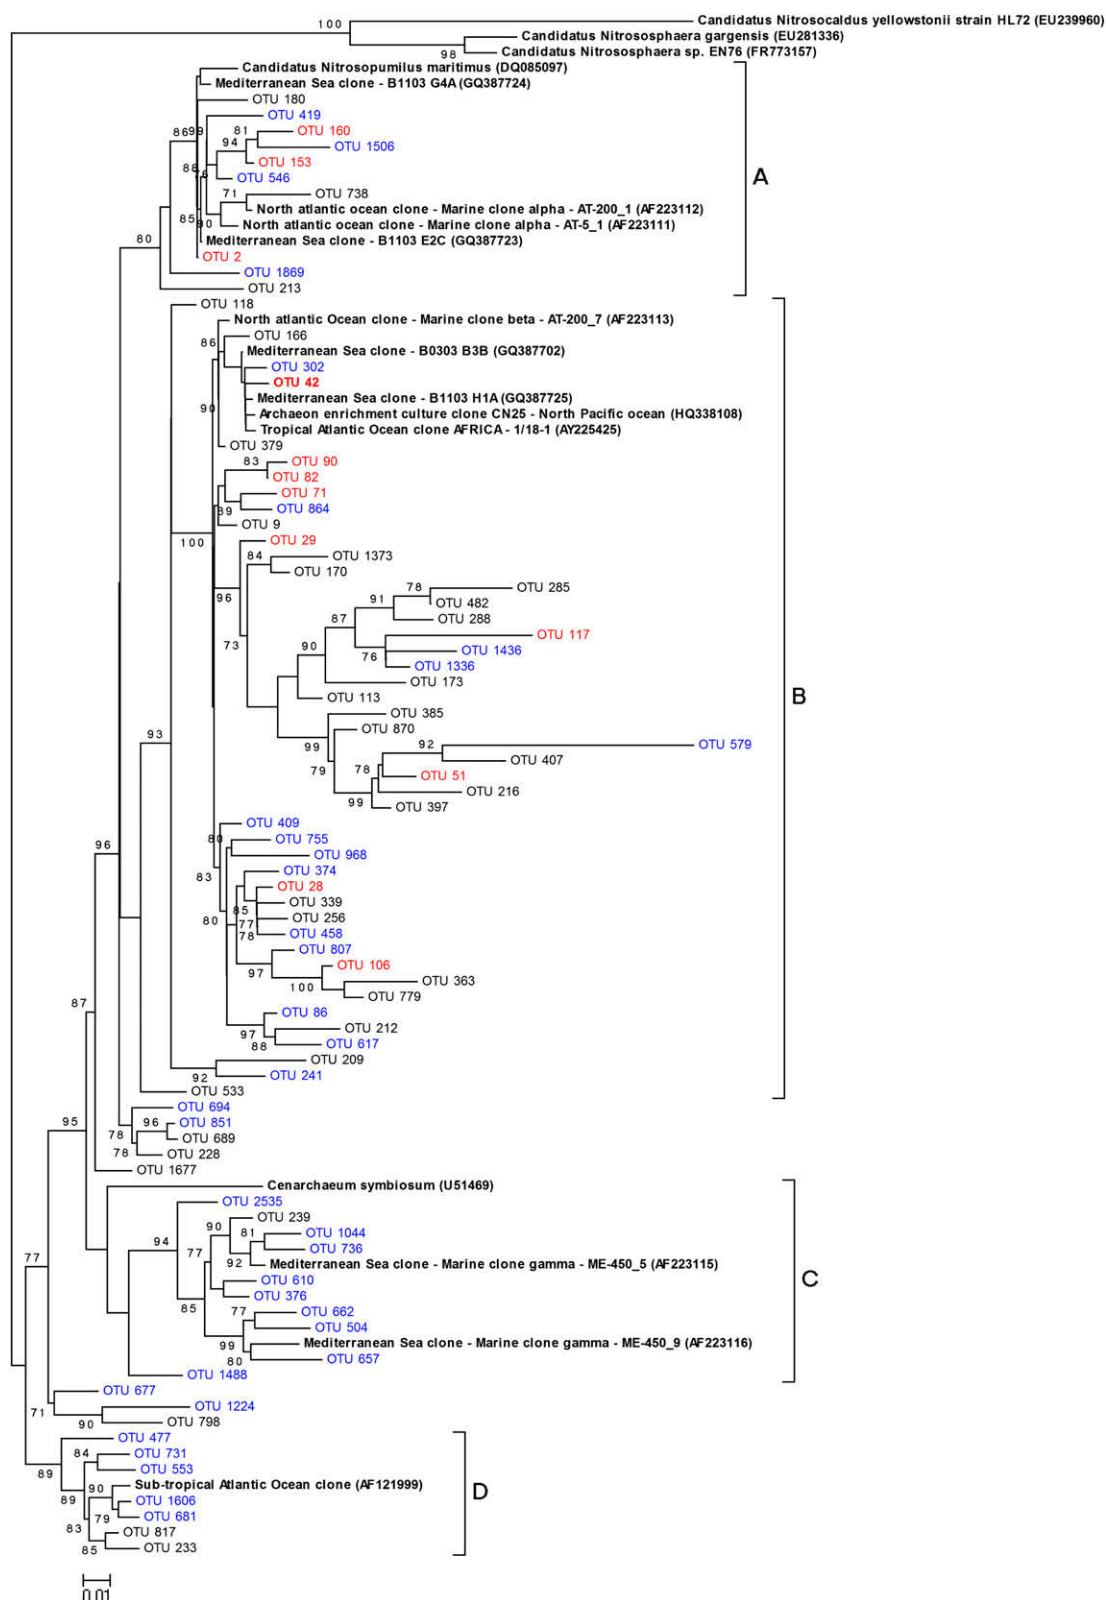 100
Candidatus Nitrosocaldus yellowstonii strain HL72 (EU239960)
Candidatus Nitrososphaera gargensis (EU281336)
98
Candidatus Nitrososphaera sp. EN76 (FR773157)
Candidatus Nitrosopumilus maritimus (DQ085097)
Mediterranean Sea clone - B1103 G4A (GQ387724)
OTU 180
OTU 419
86
99
81
OTU 160
94
OTU 1506
OTU 153
88
OTU 546
A
71
OTU 738
North atlantic ocean clone - Marine clone alpha - AT-200_1 (AF223112)
85
90
North atlantic ocean clone - Marine clone alpha - AT-5_1 (AF223111)
80
Mediterranean Sea clone - B1103 E2C (GQ387723)
OTU 2
OTU 1869
OTU 213
OTU 118
North atlantic Ocean clone - Marine clone beta - AT-200_7 (AF223113)
86
OTU 166
Mediterranean Sea clone - B0303 B3B (GQ387702)
OTU 302
OTU 42
Mediterranean Sea clone - B1103 H1A (GQ387725)
90
Archaeon enrichment culture clone CN25 - North Pacific ocean (HQ338108)
Tropical Atlantic Ocean clone AFRICA - 1/18-1 (AY225425)
OTU 379
83
OTU 90
OTU 82
OTU 71
89
OTU 864
OTU 9
100
OTU 29
84
OTU 1373
OTU 170
96
78
OTU 285
91
OTU 482
87
OTU 288
73
90
OTU 117
76
OTU 1436
OTU 1336
OTU 173
B
OTU 113
OTU 385
99
OTU 870
93
92
OTU 579
79
78
OTU 407
OTU 51
99
OTU 216
OTU 397
OTU 409
80
OTU 755
96
OTU 968
83
OTU 374
OTU 28
85
OTU 339
80
77
OTU 256
78
OTU 458
OTU 807
97
OTU 106
100
OTU 363
OTU 779
87
OTU 86
97
OTU 212
88
OTU 617
OTU 209
92
OTU 241
OTU 533
OTU 694
95
96
OTU 851
78
OTU 689
78
OTU 228
OTU 1677
Cenarchaeum symbiosum (U51469)
OTU 2535
OTU 239
90
81
OTU 1044
94
77
OTU 736
77
92
Mediterranean Sea clone - Marine clone gamma - ME-450_5 (AF223115)
C
OTU 610
85
OTU 376
77
OTU 662
OTU 504
99
Mediterranean Sea clone - Marine clone gamma - ME-450_9 (AF223116)
80
OTU 657
OTU 1488
OTU 677
71
OTU 1224
90
OTU 798
OTU 477
84
OTU 731
89
OTU 553
90
Sub-tropical Atlantic Ocean clone (AF121999)
D
89
OTU 1606
79
OTU 681
83
OTU 817
85
OTU 233
0.01